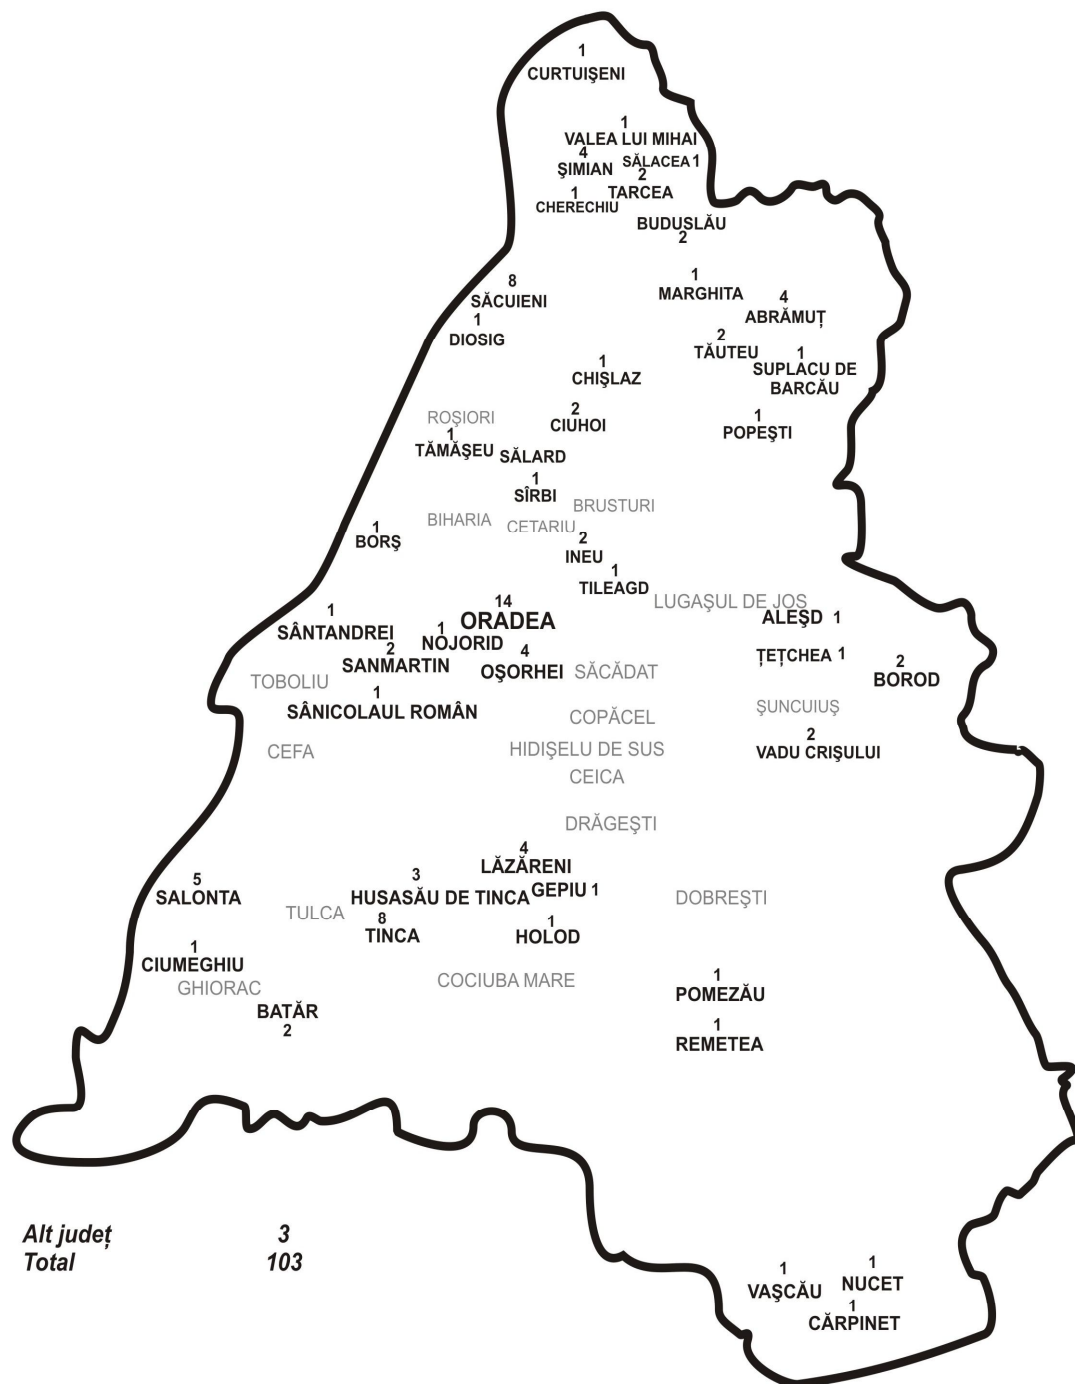 1
CURTUIŞENI
1
VALEA LUI MIHAI
4
ŞIMIAN
SĂLACEA 1
2
TARCEA
1
CHERECHIU
BUDUSLĂU
2
8
SĂCUIENI
1
DIOSIG
1
MARGHITA
4
ABRĂMUȚ
2
TĂUTEU
1
SUPLACU DE
BARCĂU
1
CHIŞLAZ
2
CIUHOI
1
POPEŞTI
ROŞIORI
1
TĂMĂŞEU
SĂLARD
1
SÎRBI
BRUSTURI
BIHARIA
CETARIU
1
BORŞ
2
INEU
1
TILEAGD
LUGAŞUL DE JOS
ALEŞD 1
14
ORADEA
1
SÂNTANDREI
1
NOJORID
2
SANMARTIN
4
OŞORHEI
SĂCĂDAT
ȚEȚCHEA 1
2
BOROD
TOBOLIU
1
SÂNICOLAUL ROMÂN
COPĂCEL
ŞUNCUIUŞ
CEFA
HIDIŞELU DE SUS
2
VADU CRIŞULUI
CEICA
DRĂGEŞTI
4
LĂZĂRENI
5
SALONTA
3
HUSASĂU DE TINCA
GEPIU 1
DOBREŞTI
TULCA
8
TINCA
1
HOLOD
1
CIUMEGHIU
GHIORAC
COCIUBA MARE
1
POMEZĂU
BATĂR
2
1
REMETEA
Alt județ 3
Total 103
1
VAŞCĂU
1
NUCET
1
CĂRPINET